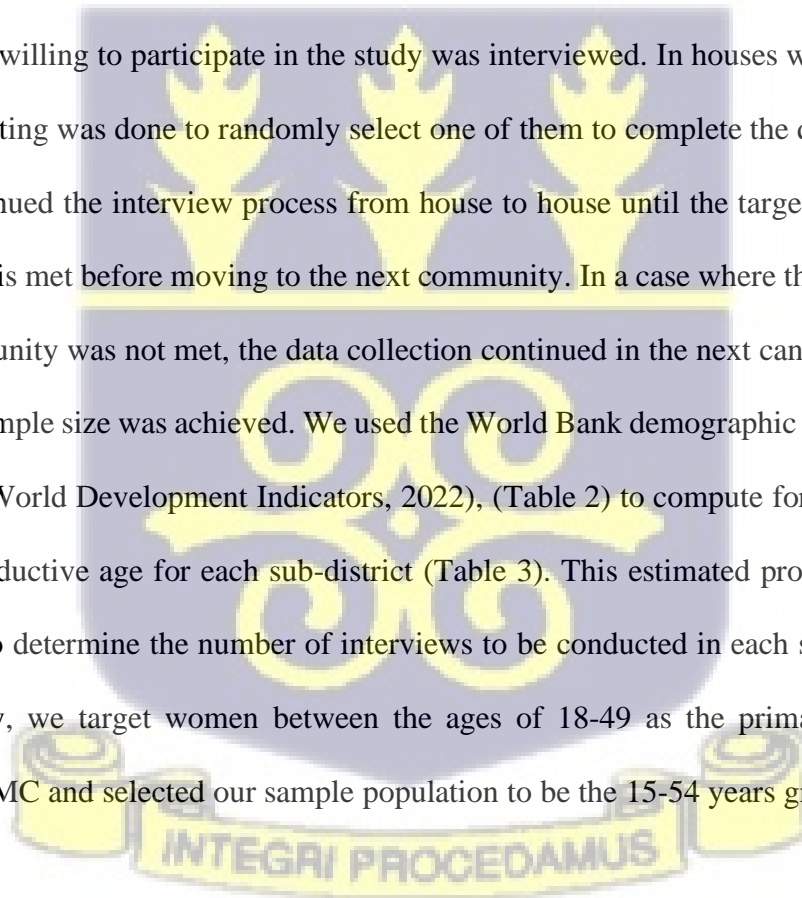 willing to participate in the study was interviewed. In houses w
ting was done to randomly select one of them to complete the
nued the interview process from house to house until the targe
is met before moving to the next community. In a case where th
unity was not met, the data collection continued in the next can
mple size was achieved. We used the World Bank demographic
World Development Indicators, 2022), (Table 2) to compute for
ductive age for each sub-district (Table 3). This estimated pro
o determine the number of interviews to be conducted in each s
y, we target women between the ages of 18-49 as the prima
MC and selected our sample population to be the 15-54 years g
INTEGRI PROCEDAMUS